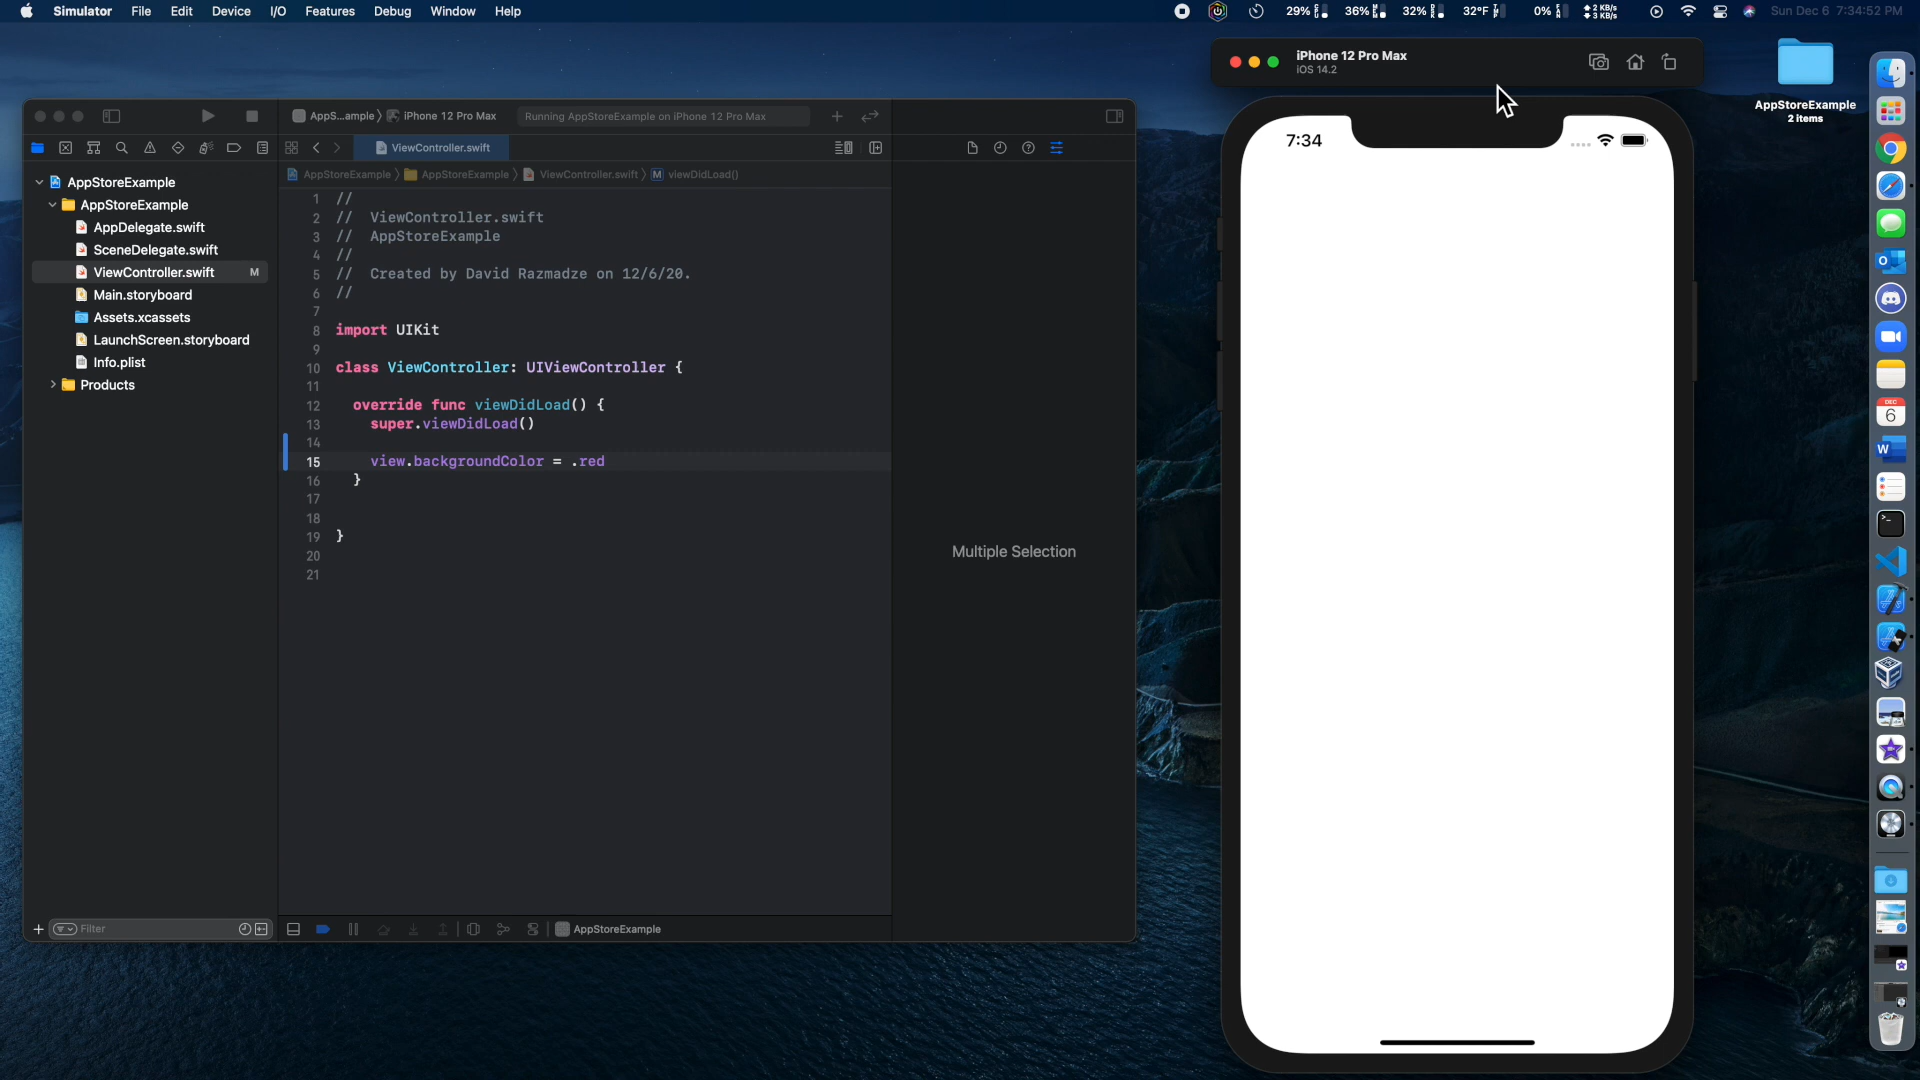 Simulator File Edit Device I/O Features Debug Window Help
29% 36% 32% 32°F 0% 2 KB/s 3 KB/s Sun Dec 6 7:34:52 PM
iPhone 12 Pro Max
iOS 14.2
AppStoreExample
2 items
AppS...ample 〉 iPhone 12 Pro Max
Running AppStoreExample on iPhone 12 Pro Max
ViewController.swift
AppStoreExample 〉 AppStoreExample 〉 ViewController.swift 〉 M viewDidLoad()
AppStoreExample
AppStoreExample
AppDelegate.swift
SceneDelegate.swift
ViewController.swift M
Main.storyboard
Assets.xcassets
LaunchScreen.storyboard
Info.plist
Products
1 //
2 // ViewController.swift
3 // AppStoreExample
4 //
5 // Created by David Razmadze on 12/6/20.
6 //
7
8 import UIKit
9
10 class ViewController: UIViewController {
11
12 override func viewDidLoad() {
13 super.viewDidLoad()
14
15 view.backgroundColor = .red
16 }
17
18
19 }
20
21
Multiple Selection
Filter
AppStoreExample
7:34
DEC
6